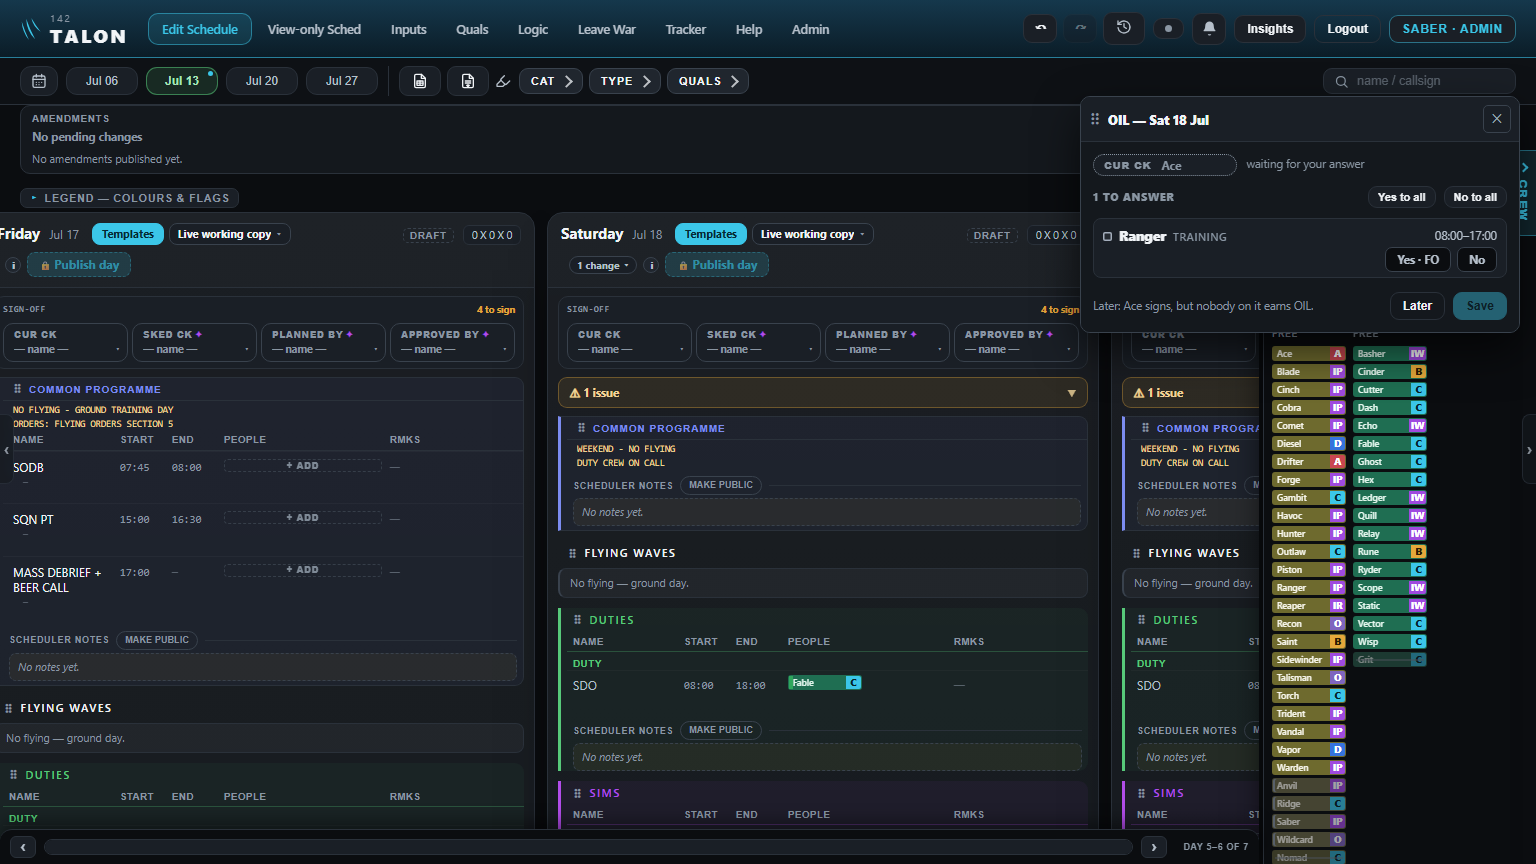 142
TALON
Edit Schedule
View-only Sched
Inputs
Quals
Logic
Leave War
Tracker
Help
Admin
Insights
Logout
SABER · ADMIN
Jul 06
Jul 13
Jul 20
Jul 27
CAT
TYPE
QUALS
name / callsign
AMENDMENTS
No pending changes
No amendments published yet.
LEGEND — COLOURS & FLAGS
OIL — Sat 18 Jul
CUR CK Ace
waiting for your answer
1 TO ANSWER
Yes to all
No to all
Ranger TRAINING
08:00–17:00
Yes · FO
No
Later: Ace signs, but nobody on it earns OIL.
Later
Save
CREW
Friday Jul 17
Templates
Live working copy
DRAFT
0X0X0
i
Publish day
SIGN-OFF
4 to sign
CUR CK
— name —
SKED CK
— name —
PLANNED BY
— name —
APPROVED BY
— name —
COMMON PROGRAMME
NO FLYING - GROUND TRAINING DAY
ORDERS: FLYING ORDERS SECTION 5
NAME START END PEOPLE RMKS
SODB 07:45 08:00 + ADD —
—
SQN PT 15:00 16:30 + ADD —
—
MASS DEBRIEF + BEER CALL 17:00 — + ADD —
—
SCHEDULER NOTES MAKE PUBLIC
No notes yet.
FLYING WAVES
No flying — ground day.
DUTIES
NAME START END PEOPLE RMKS
DUTY
Saturday Jul 18
Templates
Live working copy
DRAFT
0X0X0
1 change
i
Publish day
SIGN-OFF
4 to sign
CUR CK
— name —
SKED CK
— name —
PLANNED BY
— name —
APPROVED BY
— name —
1 issue
COMMON PROGRAMME
WEEKEND - NO FLYING
DUTY CREW ON CALL
SCHEDULER NOTES MAKE PUBLIC
No notes yet.
FLYING WAVES
No flying — ground day.
DUTIES
NAME START END PEOPLE RMKS
DUTY
SDO 08:00 18:00 Fable C —
SCHEDULER NOTES MAKE PUBLIC
No notes yet.
SIMS
NAME START END PEOPLE RMKS
CUR CK
— name —
1 issue
COMMON PROGRA
WEEKEND - NO FLYING
DUTY CREW ON CALL
SCHEDULER NOTES M
No notes yet.
FLYING WAVES
No flying — ground day.
DUTIES
NAME ST
DUTY
SDO 08
SCHEDULER NOTES M
No notes yet.
SIMS
NAME ST
FREE
Ace A
Blade IP
Cinch IP
Cobra IP
Comet IP
Diesel D
Drifter A
Forge IP
Gambit C
Havoc IP
Hunter IP
Outlaw C
Piston IP
Ranger IP
Reaper IR
Recon O
Saint B
Sidewinder IP
Talisman O
Torch C
Trident IP
Vandal IP
Vapor D
Warden IP
Anvil IP
Ridge C
Saber IP
Wildcard O
Nomad C
FREE
Basher IW
Cinder B
Cutter C
Dash C
Echo IW
Fable C
Ghost C
Hex C
Ledger IW
Quill IW
Relay IW
Rune B
Ryder C
Scope IW
Static IW
Vector C
Wisp C
Grit C
DAY 5–6 OF 7